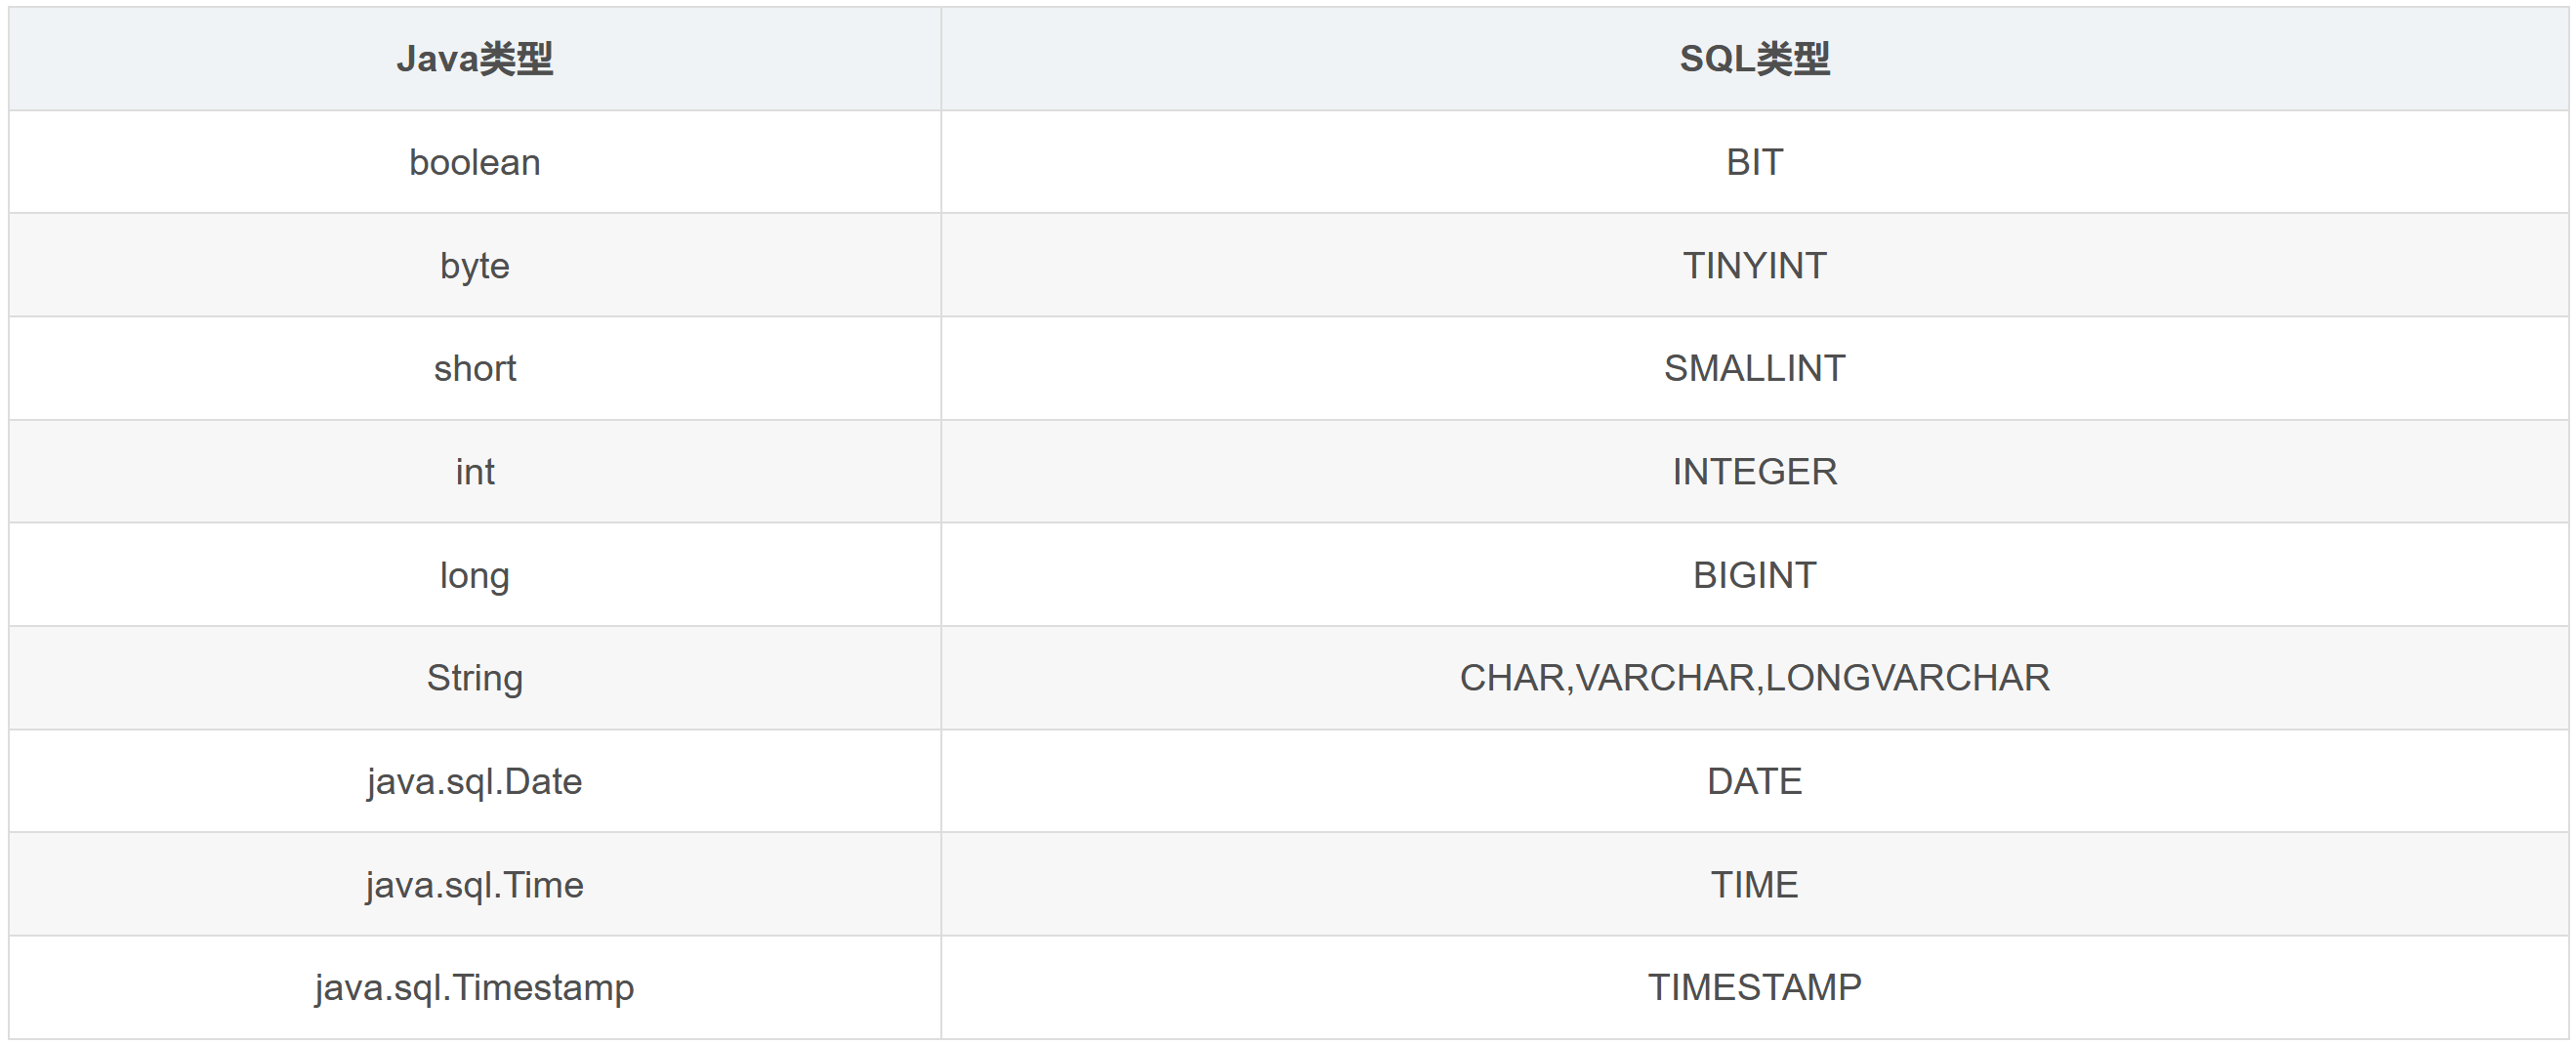 Java类型 SQL类型
boolean BIT
byte TINYINT
short SMALLINT
int INTEGER
long BIGINT
String CHAR,VARCHAR,LONGVARCHAR
java.sql.Date DATE
java.sql.Time TIME
java.sql.Timestamp TIMESTAMP